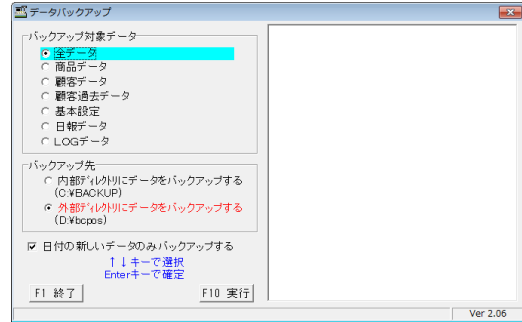 データバックアップ
バックアップ対象データ
全データ
商品データ
顧客データ
顧客過去データ
基本設定
日報データ
LOGデータ
バックアップ先
内部ディレクトリにデータをバックアップする
(C:¥BACKUP)
外部ディレクトリにデータをバックアップする
(D:¥bcpos)
日付の新しいデータのみバックアップする
↑↓キーで選択
Enterキーで確定
F1 終了
F10 実行
Ver 2.06